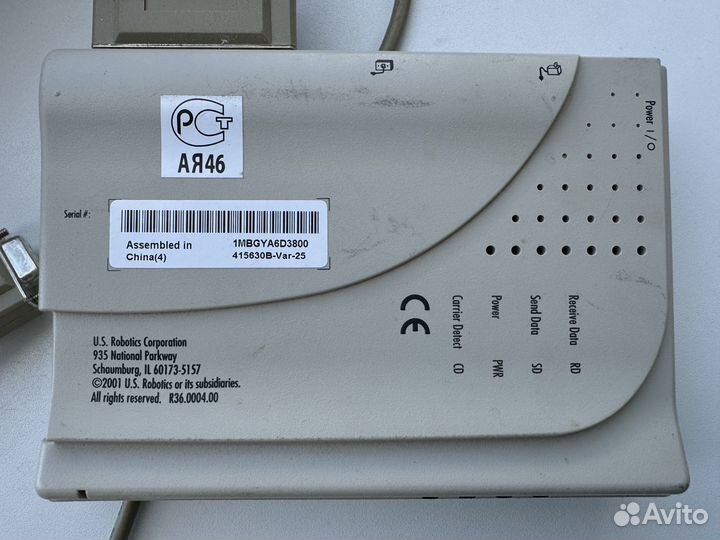 РСТ
АЯ46
Serial #:
Assembled in
China(4)
1MBGYA6D3800
415630B-Var-25
U.S. Robotics Corporation
935 National Parkway
Schaumburg, IL 60173-5157
©2001 U.S. Robotics or its subsidiaries.
All rights reserved. R36.0004.00
CE
Power I/O
Receive Data RD
Send Data SD
Power PWR
Carrier Detect CD
Avito